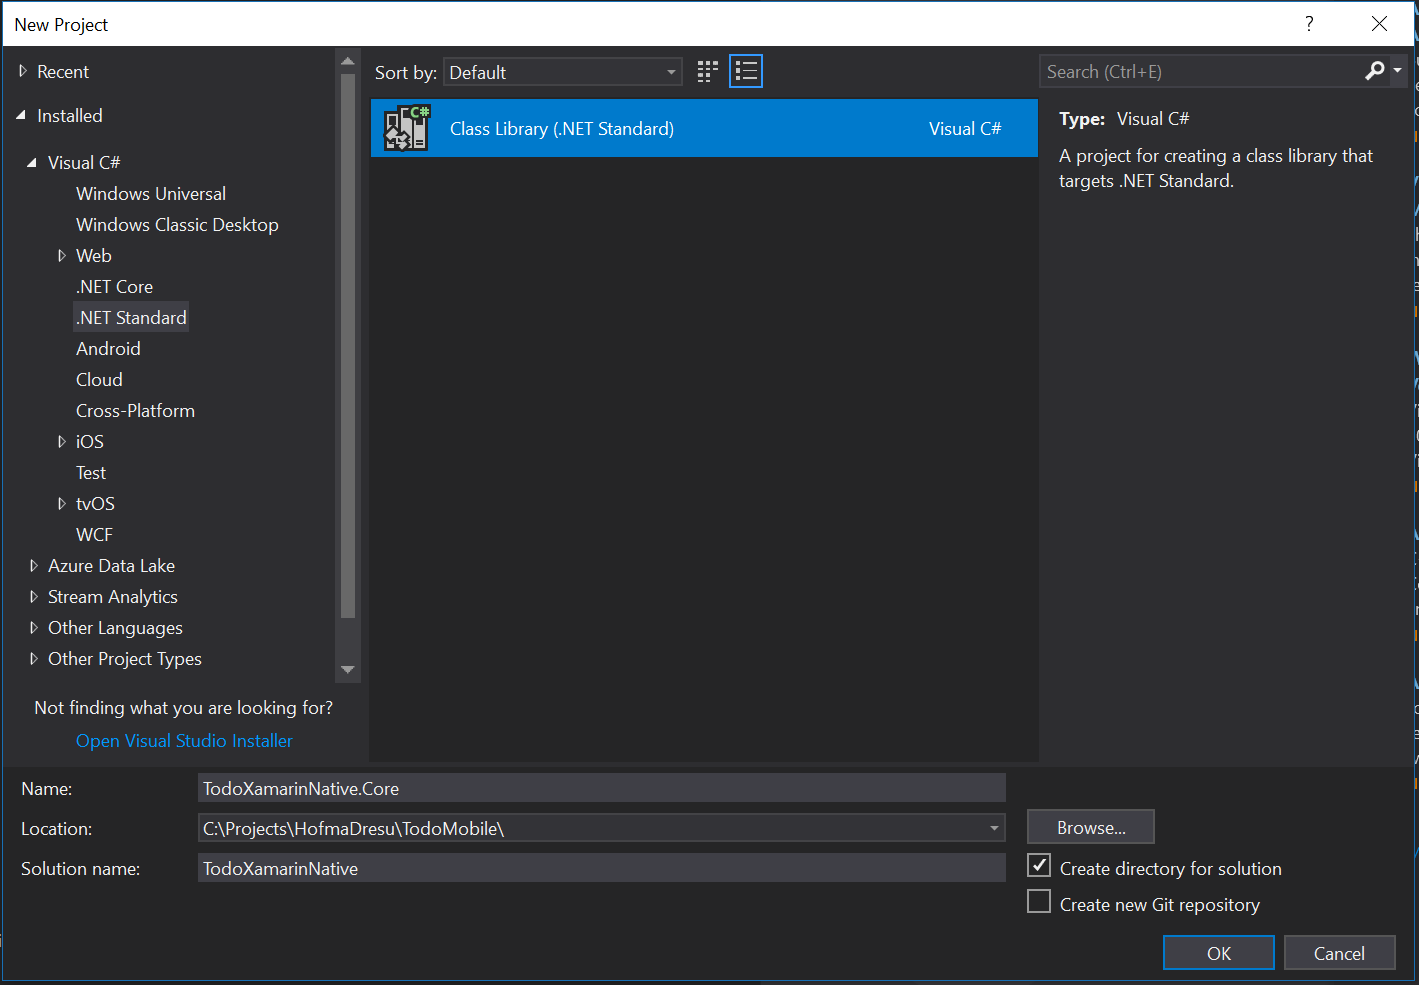 New Project
?
Recent
Installed
Visual C#
Windows Universal
Windows Classic Desktop
Web
.NET Core
.NET Standard
Android
Cloud
Cross-Platform
iOS
Test
tvOS
WCF
Azure Data Lake
Stream Analytics
Other Languages
Other Project Types
Not finding what you are looking for?
Open Visual Studio Installer
Sort by: Default
C# Class Library (.NET Standard) Visual C#
Search (Ctrl+E)
Type: Visual C#
A project for creating a class library that
targets .NET Standard.
Name: TodoXamarinNative.Core
Location: C:\Projects\HofmaDresu\TodoMobile\
Browse...
Solution name: TodoXamarinNative
Create directory for solution
Create new Git repository
OK
Cancel